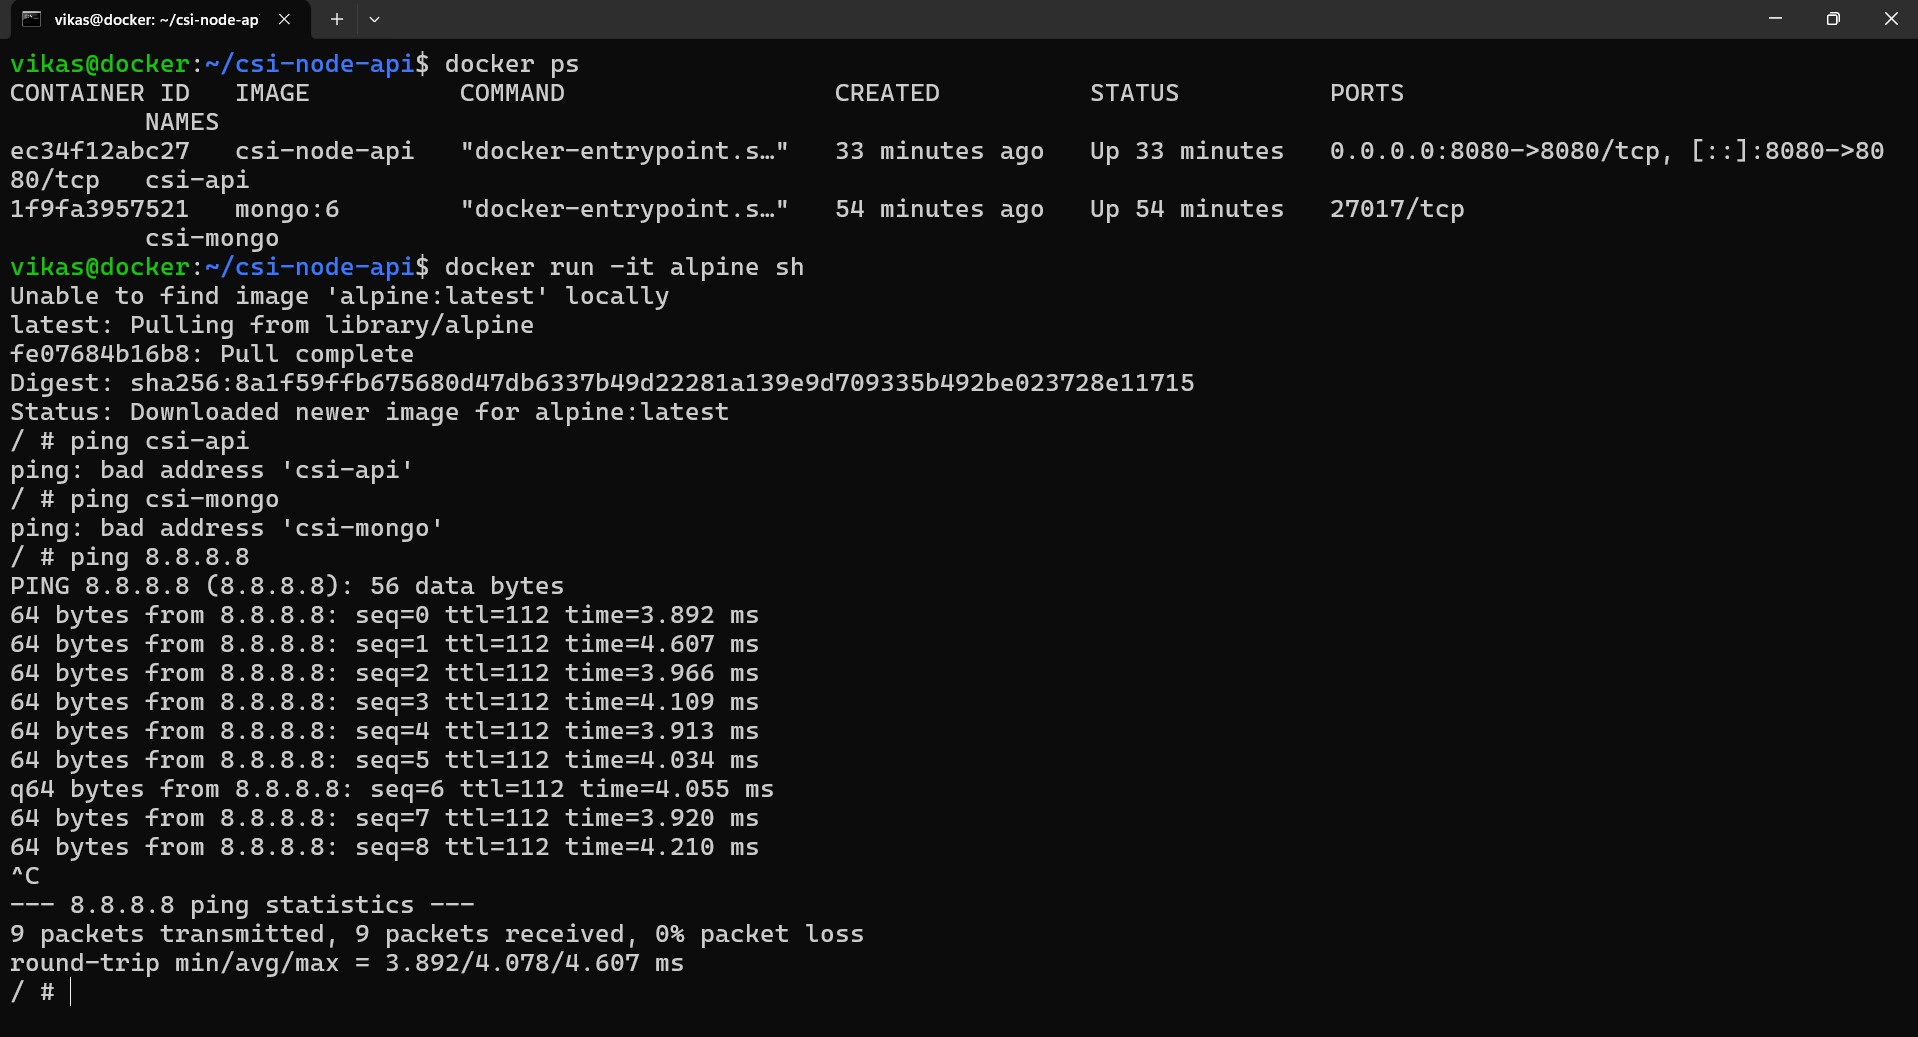 vikas@docker: ~/csi-node-ap
vikas@docker:~/csi-node-api$ docker ps
CONTAINER ID   IMAGE          COMMAND                  CREATED          STATUS          PORTS
         NAMES
ec34f12abc27   csi-node-api   "docker-entrypoint.s…"   33 minutes ago   Up 33 minutes   0.0.0.0:8080->8080/tcp, [::]:8080->80
80/tcp   csi-api
1f9fa3957521   mongo:6        "docker-entrypoint.s…"   54 minutes ago   Up 54 minutes   27017/tcp
         csi-mongo
vikas@docker:~/csi-node-api$ docker run -it alpine sh
Unable to find image 'alpine:latest' locally
latest: Pulling from library/alpine
fe07684b16b8: Pull complete
Digest: sha256:8a1f59ffb675680d47db6337b49d22281a139e9d709335b492be023728e11715
Status: Downloaded newer image for alpine:latest
/ # ping csi-api
ping: bad address 'csi-api'
/ # ping csi-mongo
ping: bad address 'csi-mongo'
/ # ping 8.8.8.8
PING 8.8.8.8 (8.8.8.8): 56 data bytes
64 bytes from 8.8.8.8: seq=0 ttl=112 time=3.892 ms
64 bytes from 8.8.8.8: seq=1 ttl=112 time=4.607 ms
64 bytes from 8.8.8.8: seq=2 ttl=112 time=3.966 ms
64 bytes from 8.8.8.8: seq=3 ttl=112 time=4.109 ms
64 bytes from 8.8.8.8: seq=4 ttl=112 time=3.913 ms
64 bytes from 8.8.8.8: seq=5 ttl=112 time=4.034 ms
q64 bytes from 8.8.8.8: seq=6 ttl=112 time=4.055 ms
64 bytes from 8.8.8.8: seq=7 ttl=112 time=3.920 ms
64 bytes from 8.8.8.8: seq=8 ttl=112 time=4.210 ms
^C
--- 8.8.8.8 ping statistics ---
9 packets transmitted, 9 packets received, 0% packet loss
round-trip min/avg/max = 3.892/4.078/4.607 ms
/ #